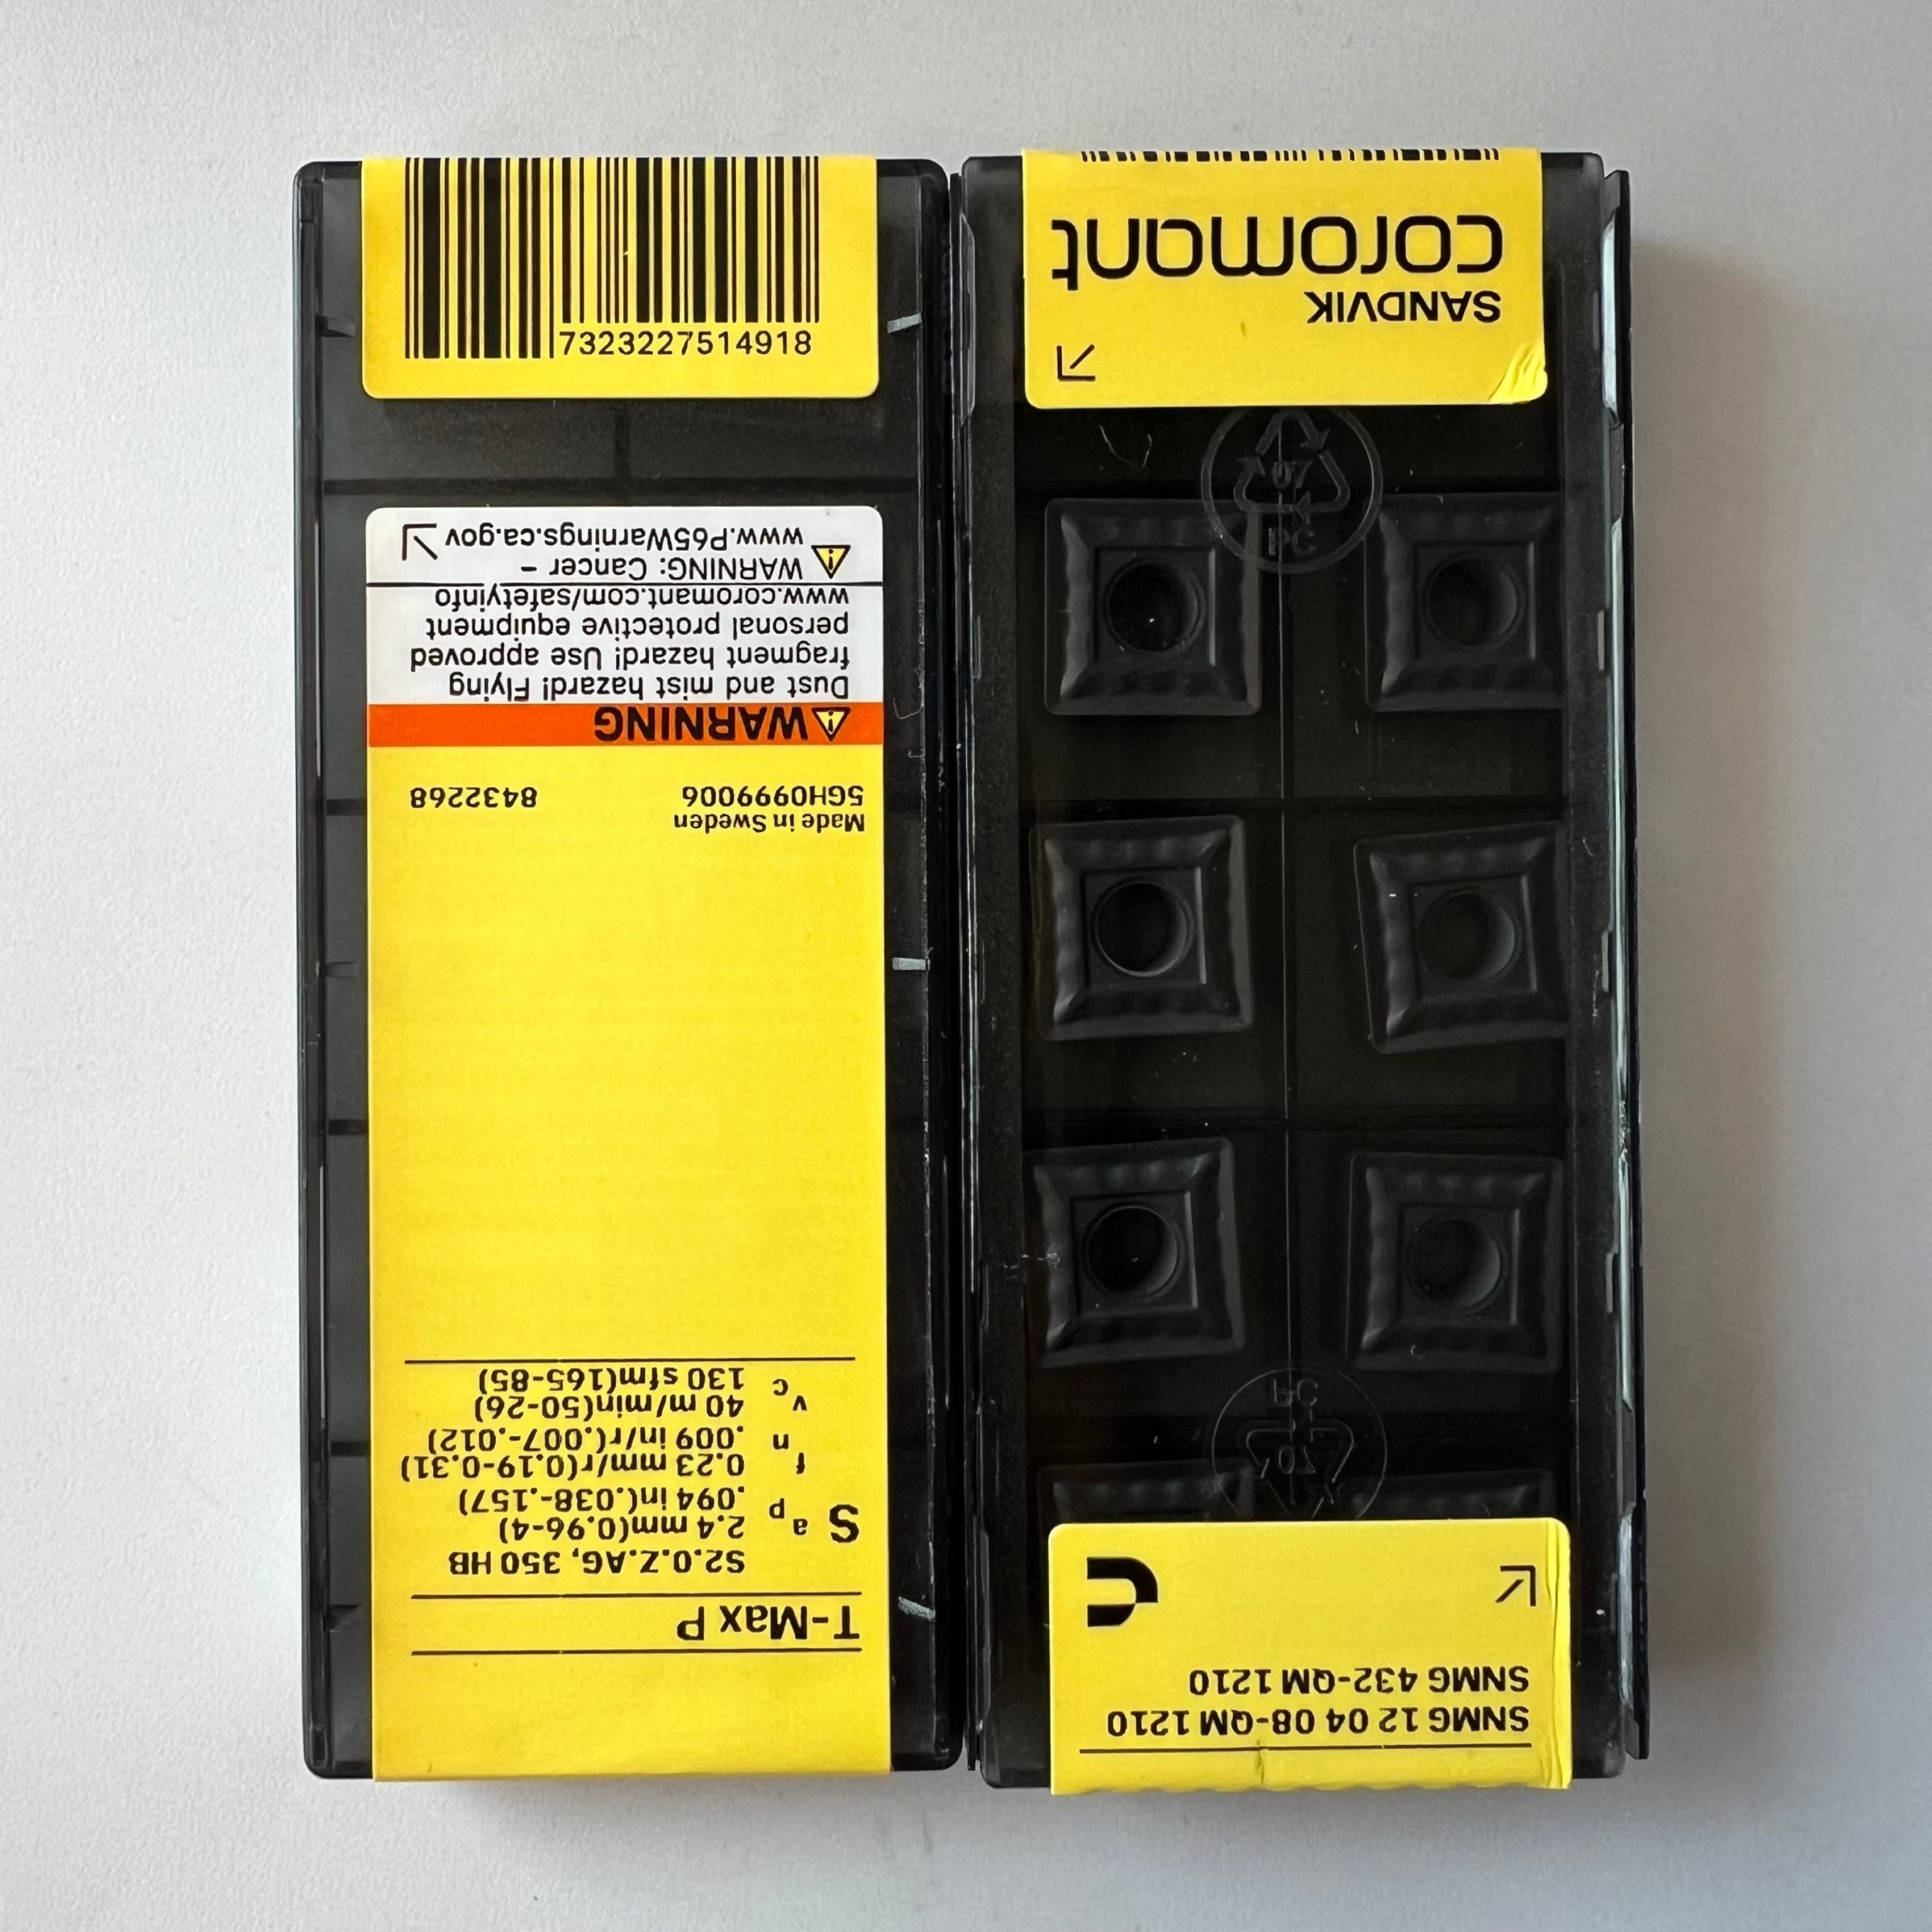 7323227514918
T-Max P
S2.0.Z.AG, 350 HB
S a p 2.4 mm(0.96-4)
.094 in(.038-.157)
f n 0.23 mm/r(0.19-0.31)
.009 in/r(.007-.012)
v c 40 m/min(50-26)
130 sfm(165-85)
Made in Sweden
5GH0999006 8432268
WARNING
Dust and mist hazard! Flying
fragment hazard! Use approved
personal protective equipment
www.coromant.com/safetyinfo
WARNING: Cancer –
www.P65Warnings.ca.gov
SNMG 12 04 08-QM 1210
SNMG 432-QM 1210
07
PC
07
PC
SANDVIK
coromant